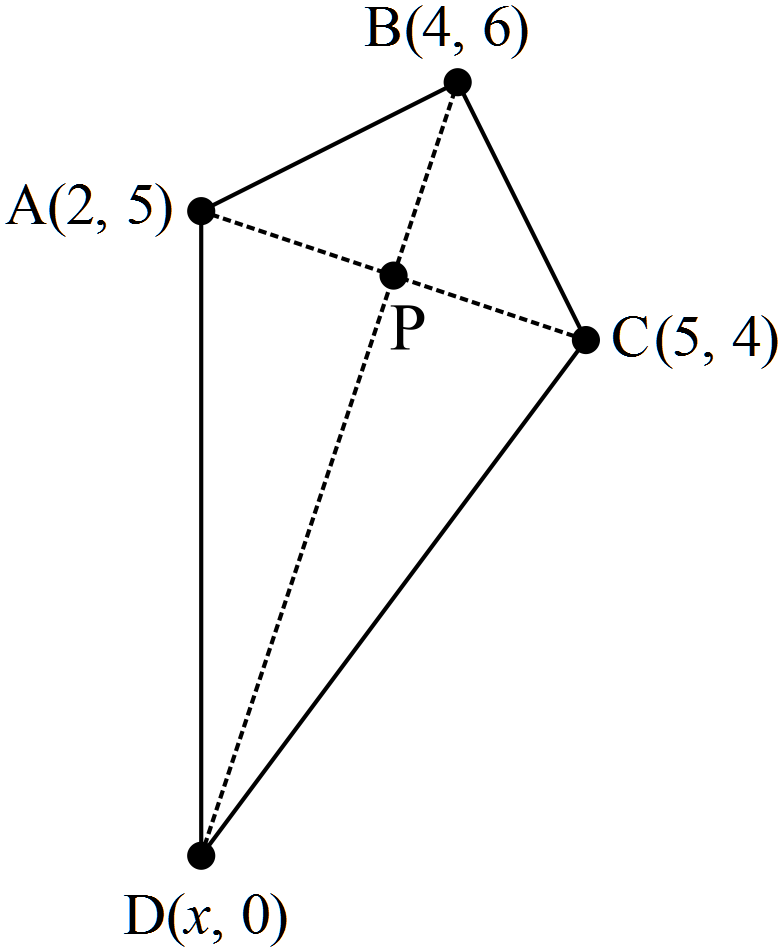 B(4, 6)
A(2, 5)
P
C(5, 4)
D(x, 0)